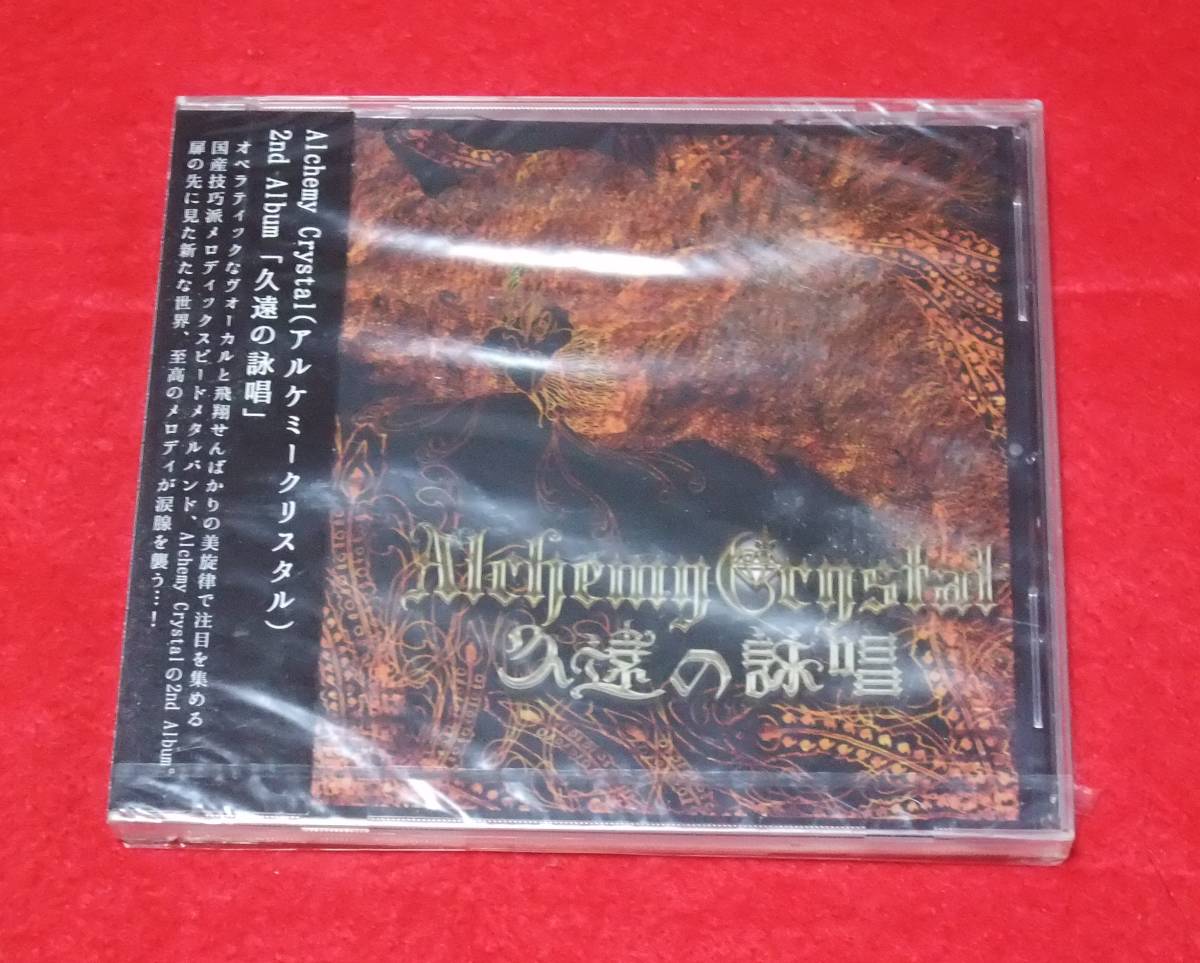 Alchemy Crystal(アルケミークリスタル)
2nd Album「久遠の詠唱」
オペラティックなヴォーカルと飛翔せんばかりの美旋律で注目を集める
国産技巧派メロディックスピードメタルバンド、Alchemy Crystalの2nd Album。
扉の先に見た新たな世界、至高のメロディが涙腺を襲う…!
Alchemy Crystal
久遠の詠唱